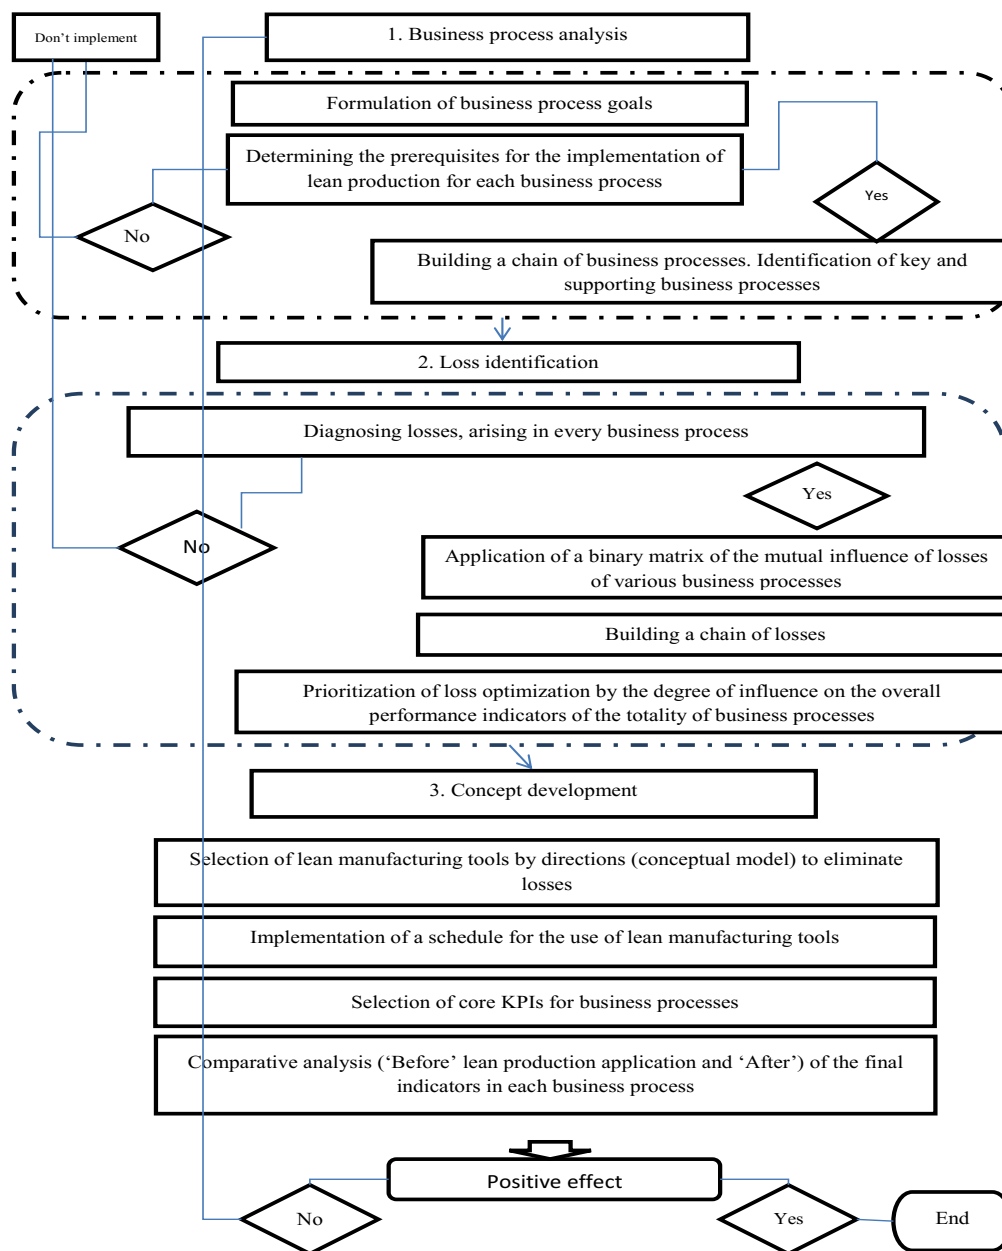 Don’t implement
1. Business process analysis
Formulation of business process goals
Determining the prerequisites for the implementation of
lean production for each business process
Yes
No
Building a chain of business processes. Identification of key and
supporting business processes
2. Loss identification
Diagnosing losses, arising in every business process
Yes
No
Application of a binary matrix of the mutual influence of losses
of various business processes
Building a chain of losses
Prioritization of loss optimization by the degree of influence on the overall
performance indicators of the totality of business processes
3. Concept development
Selection of lean manufacturing tools by directions (conceptual model) to eliminate
losses
Implementation of a schedule for the use of lean manufacturing tools
Selection of core KPIs for business processes
Comparative analysis (‘Before’ lean production application and ‘After’) of the final
indicators in each business process
Positive effect
No
Yes
End